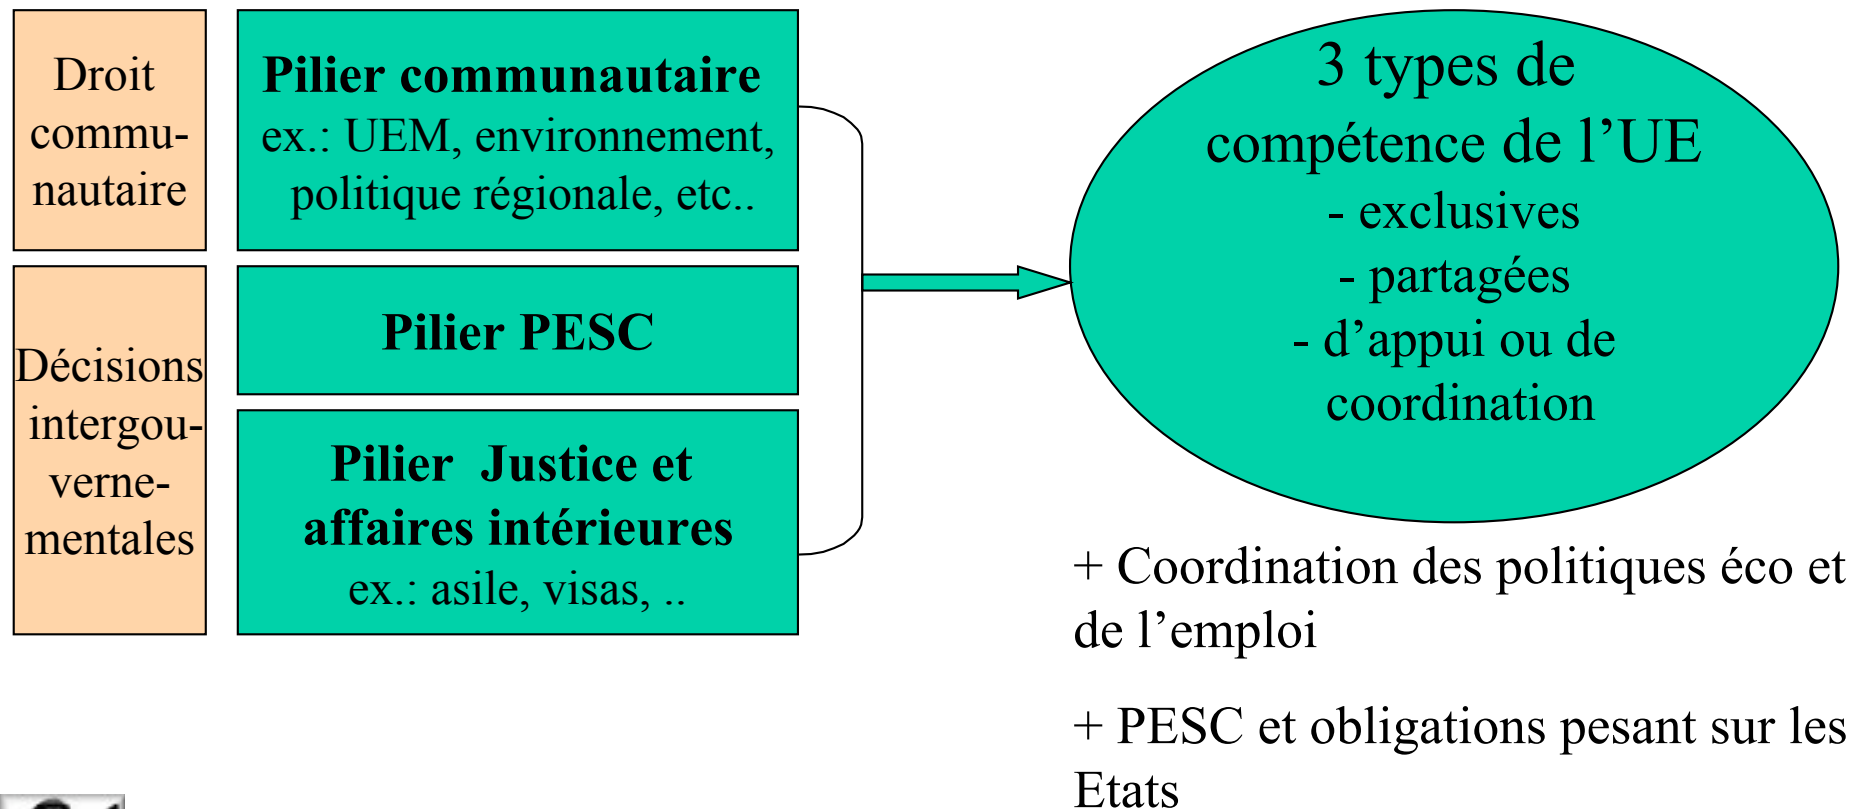 Droit
commu-
nautaire
Pilier communautaire
ex.: UEM, environnement,
politique régionale, etc..
Décisions
intergou-
verne-
mentales
Pilier PESC
Pilier Justice et
affaires intérieures
ex.: asile, visas, ..
3 types de
compétence de l’UE
- exclusives
- partagées
- d’appui ou de
coordination
+ Coordination des politiques éco et
de l’emploi
+ PESC et obligations pesant sur les
Etats